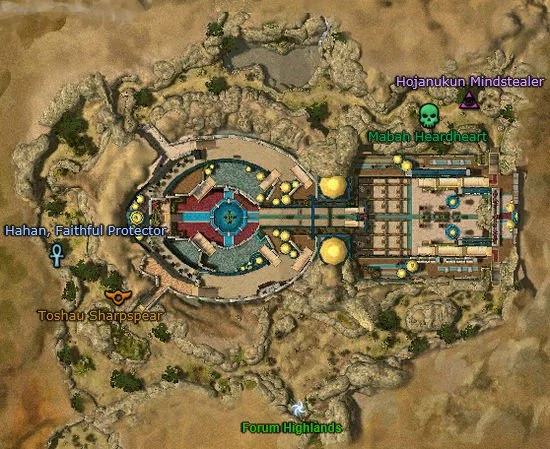 Hojanukun Mindstealer
Mabah Heardheart
Hahan, Faithful Protector
Toshau Sharpspear
Forum Highlands